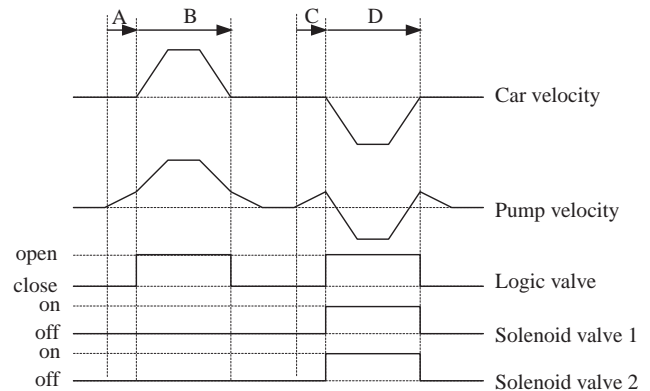 A B C D
Car velocity
Pump velocity
open
close
Logic valve
on
off
Solenoid valve 1
on
off
Solenoid valve 2